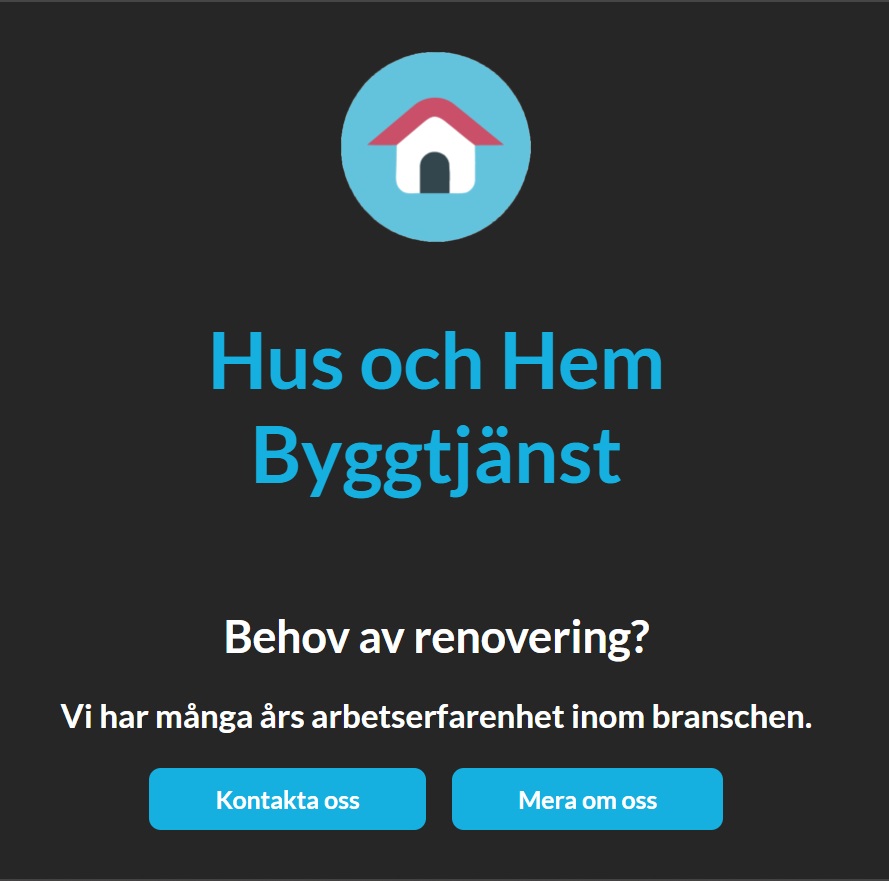 Hus och Hem
Byggtjänst
Behov av renovering?
Vi har många års arbetserfarenhet inom branschen.
Kontakta oss
Mera om oss